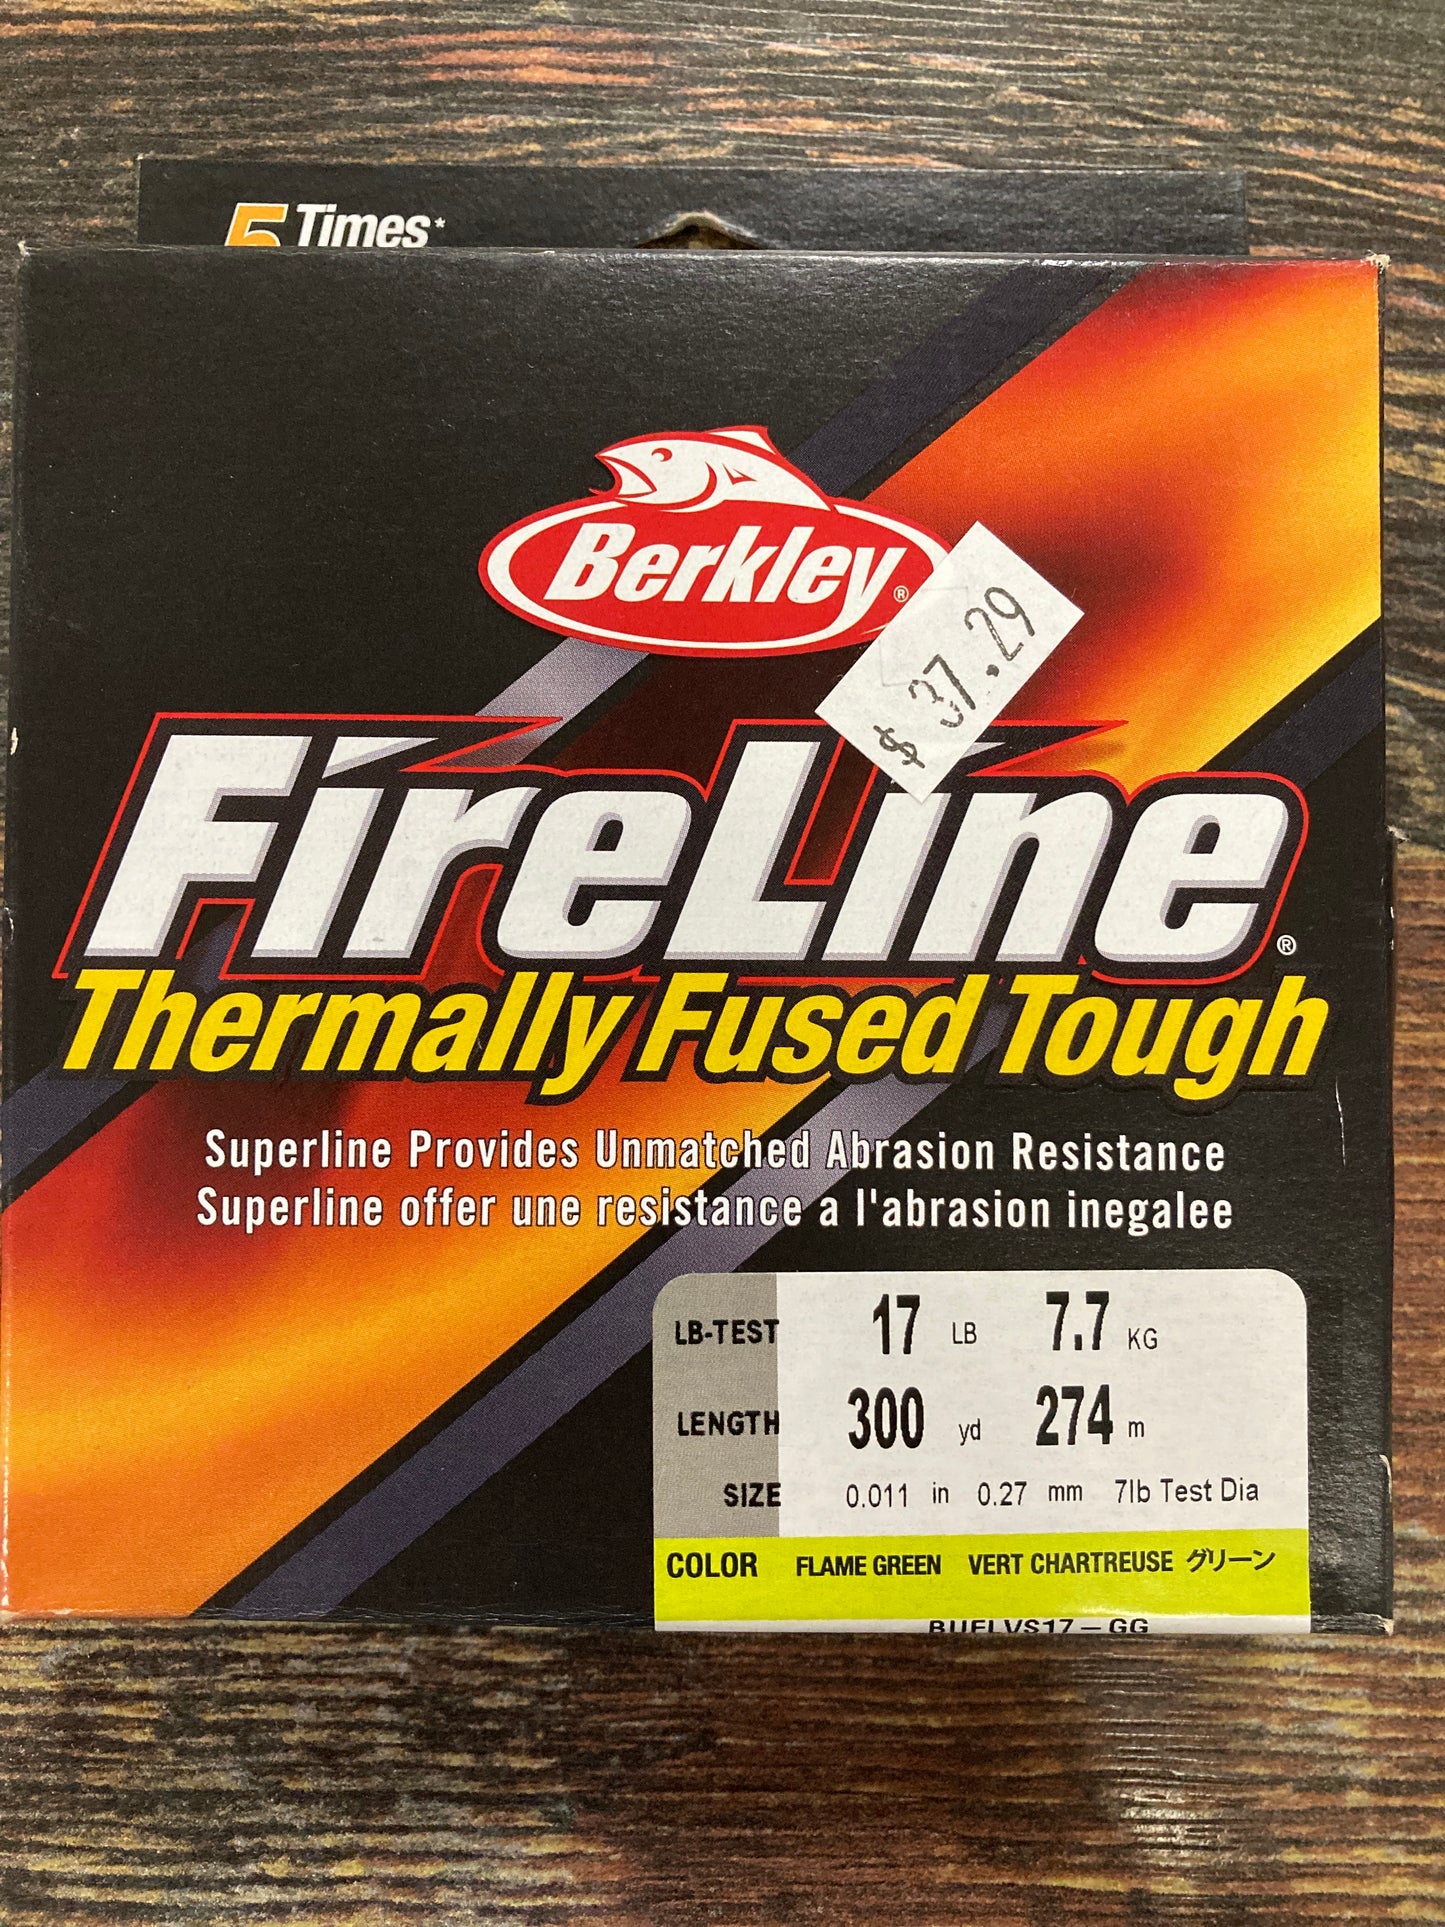 5 Times*
Berkley®
$ 37.29
FireLine®
Thermally Fused Tough
Superline Provides Unmatched Abrasion Resistance
Superline offer une resistance a l'abrasion inegalee
LB-TEST 17 LB 7.7 KG
LENGTH 300 yd 274 m
SIZE 0.011 in 0.27 mm 7lb Test Dia
COLOR FLAME GREEN VERT CHARTREUSE グリーン